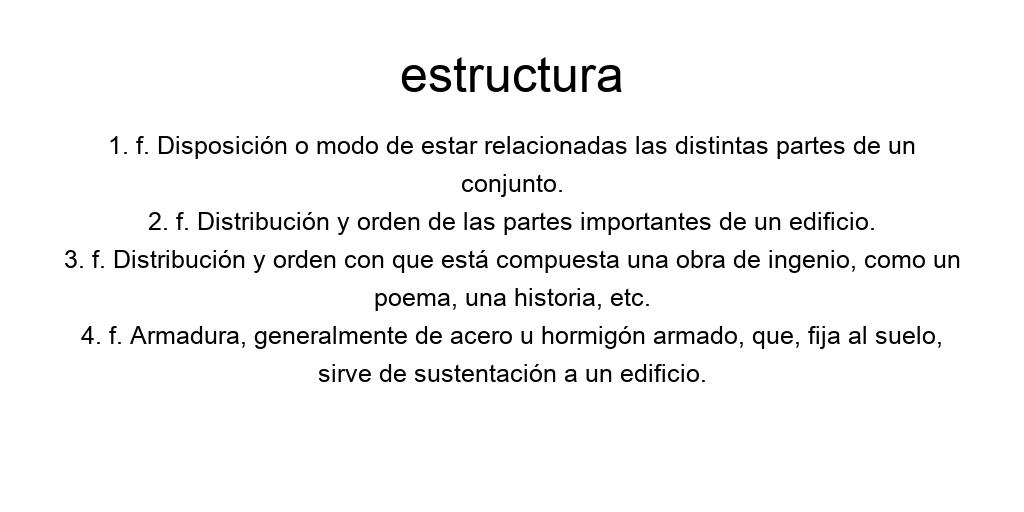 estructura
1. f. Disposición o modo de estar relacionadas las distintas partes de un
conjunto.
2. f. Distribución y orden de las partes importantes de un edificio.
3. f. Distribución y orden con que está compuesta una obra de ingenio, como un
poema, una historia, etc.
4. f. Armadura, generalmente de acero u hormigón armado, que, fija al suelo,
sirve de sustentación a un edificio.